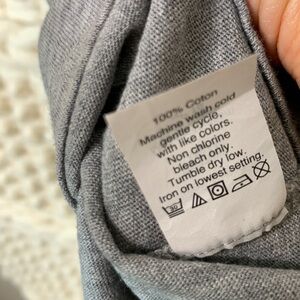 100% Coton
Machine wash cold
gentle cycle,
with like colors.
Non chlorine
bleach only.
Tumble dry low.
Iron on lowest setting.
30